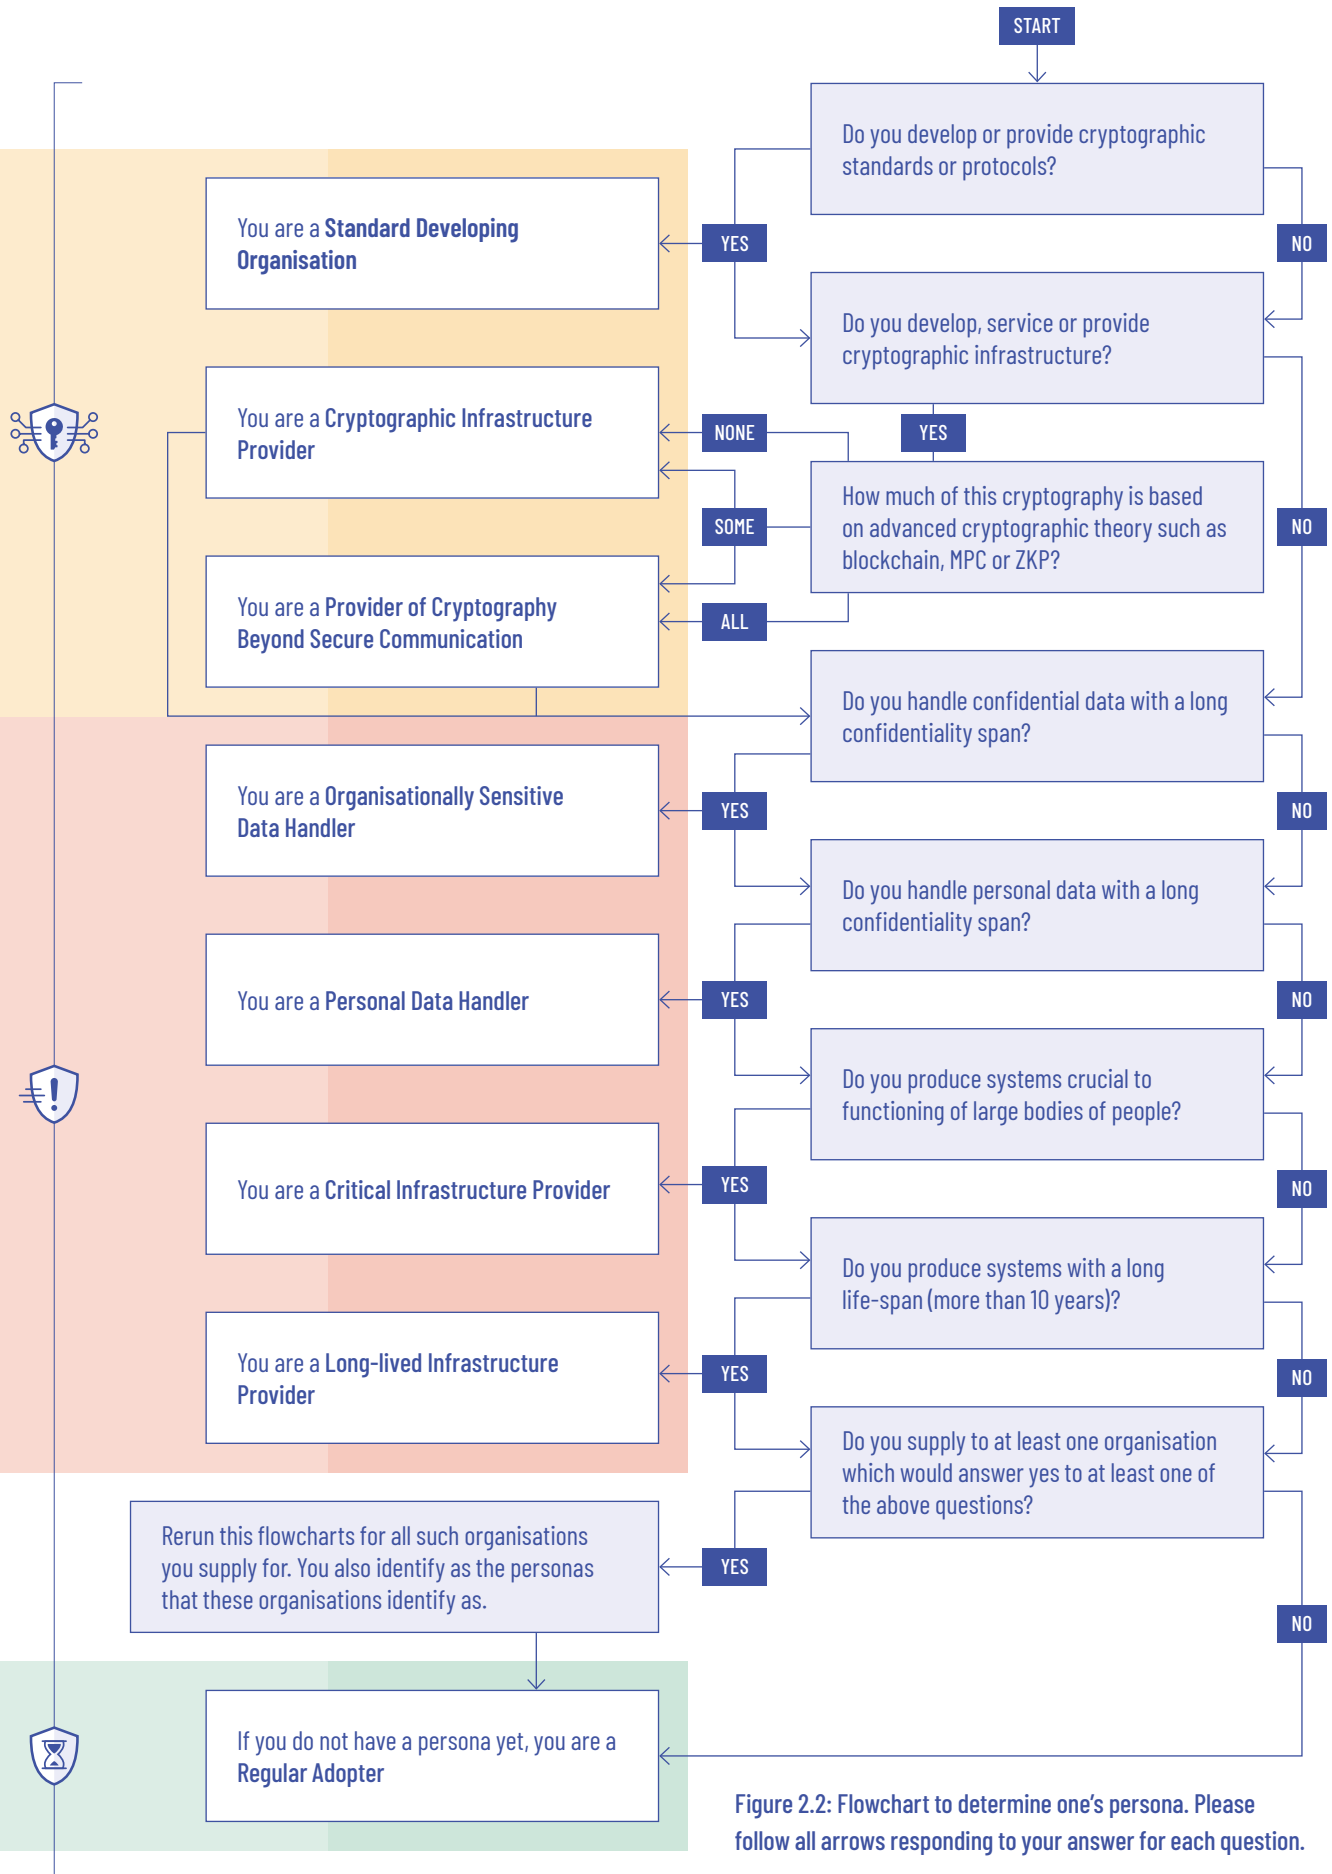 START
Do you develop or provide cryptographic
standards or protocols?
You are a Standard Developing
Organisation
YES
NO
Do you develop, service or provide
cryptographic infrastructure?
You are a Cryptographic Infrastructure
Provider
NONE
YES
How much of this cryptography is based
on advanced cryptographic theory such as
blockchain, MPC or ZKP?
SOME
NO
You are a Provider of Cryptography
Beyond Secure Communication
ALL
Do you handle confidential data with a long
confidentiality span?
You are a Organisationally Sensitive
Data Handler
YES
NO
Do you handle personal data with a long
confidentiality span?
You are a Personal Data Handler
YES
NO
Do you produce systems crucial to
functioning of large bodies of people?
You are a Critical Infrastructure Provider
YES
NO
Do you produce systems with a long
life-span (more than 10 years)?
You are a Long-lived Infrastructure
Provider
YES
NO
Do you supply to at least one organisation
which would answer yes to at least one of
the above questions?
Rerun this flowcharts for all such organisations
you supply for. You also identify as the personas
that these organisations identify as.
YES
NO
If you do not have a persona yet, you are a
Regular Adopter
Figure 2.2: Flowchart to determine one's persona. Please
follow all arrows responding to your answer for each question.